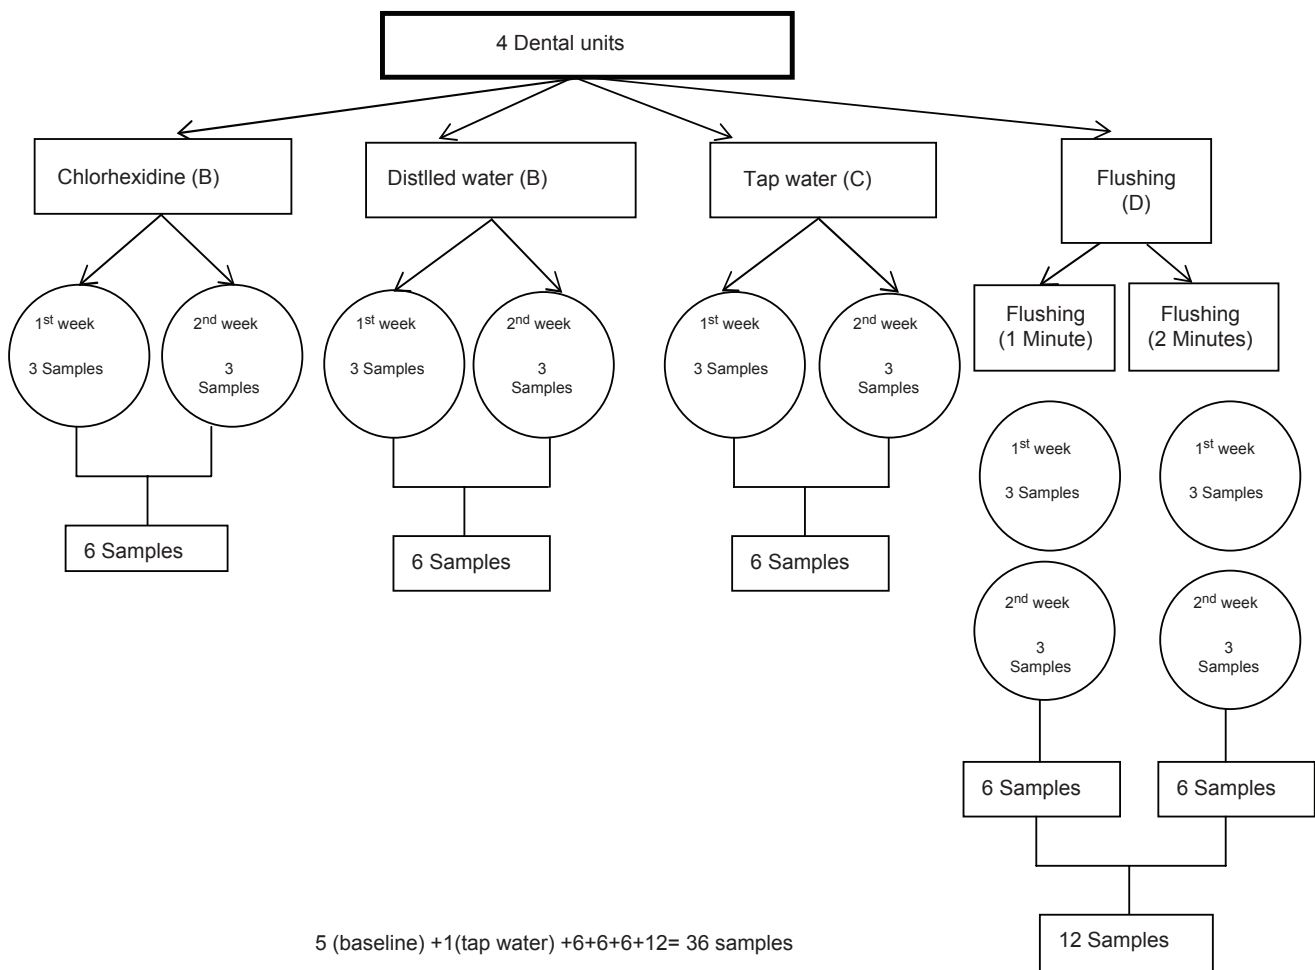 4 Dental units
Chlorhexidine (B)
Distlled water (B)
Tap water (C)
Flushing
(D)
1st week
3 Samples
2nd week
3
Samples
1st week
3 Samples
2nd week
3
Samples
1st week
3 Samples
2nd week
3
Samples
Flushing
(1 Minute)
Flushing
(2 Minutes)
1st week
3 Samples
1st week
3 Samples
6 Samples
6 Samples
6 Samples
2nd week
3
Samples
2nd week
3
Samples
6 Samples
6 Samples
12 Samples
5 (baseline) +1(tap water) +6+6+6+12= 36 samples